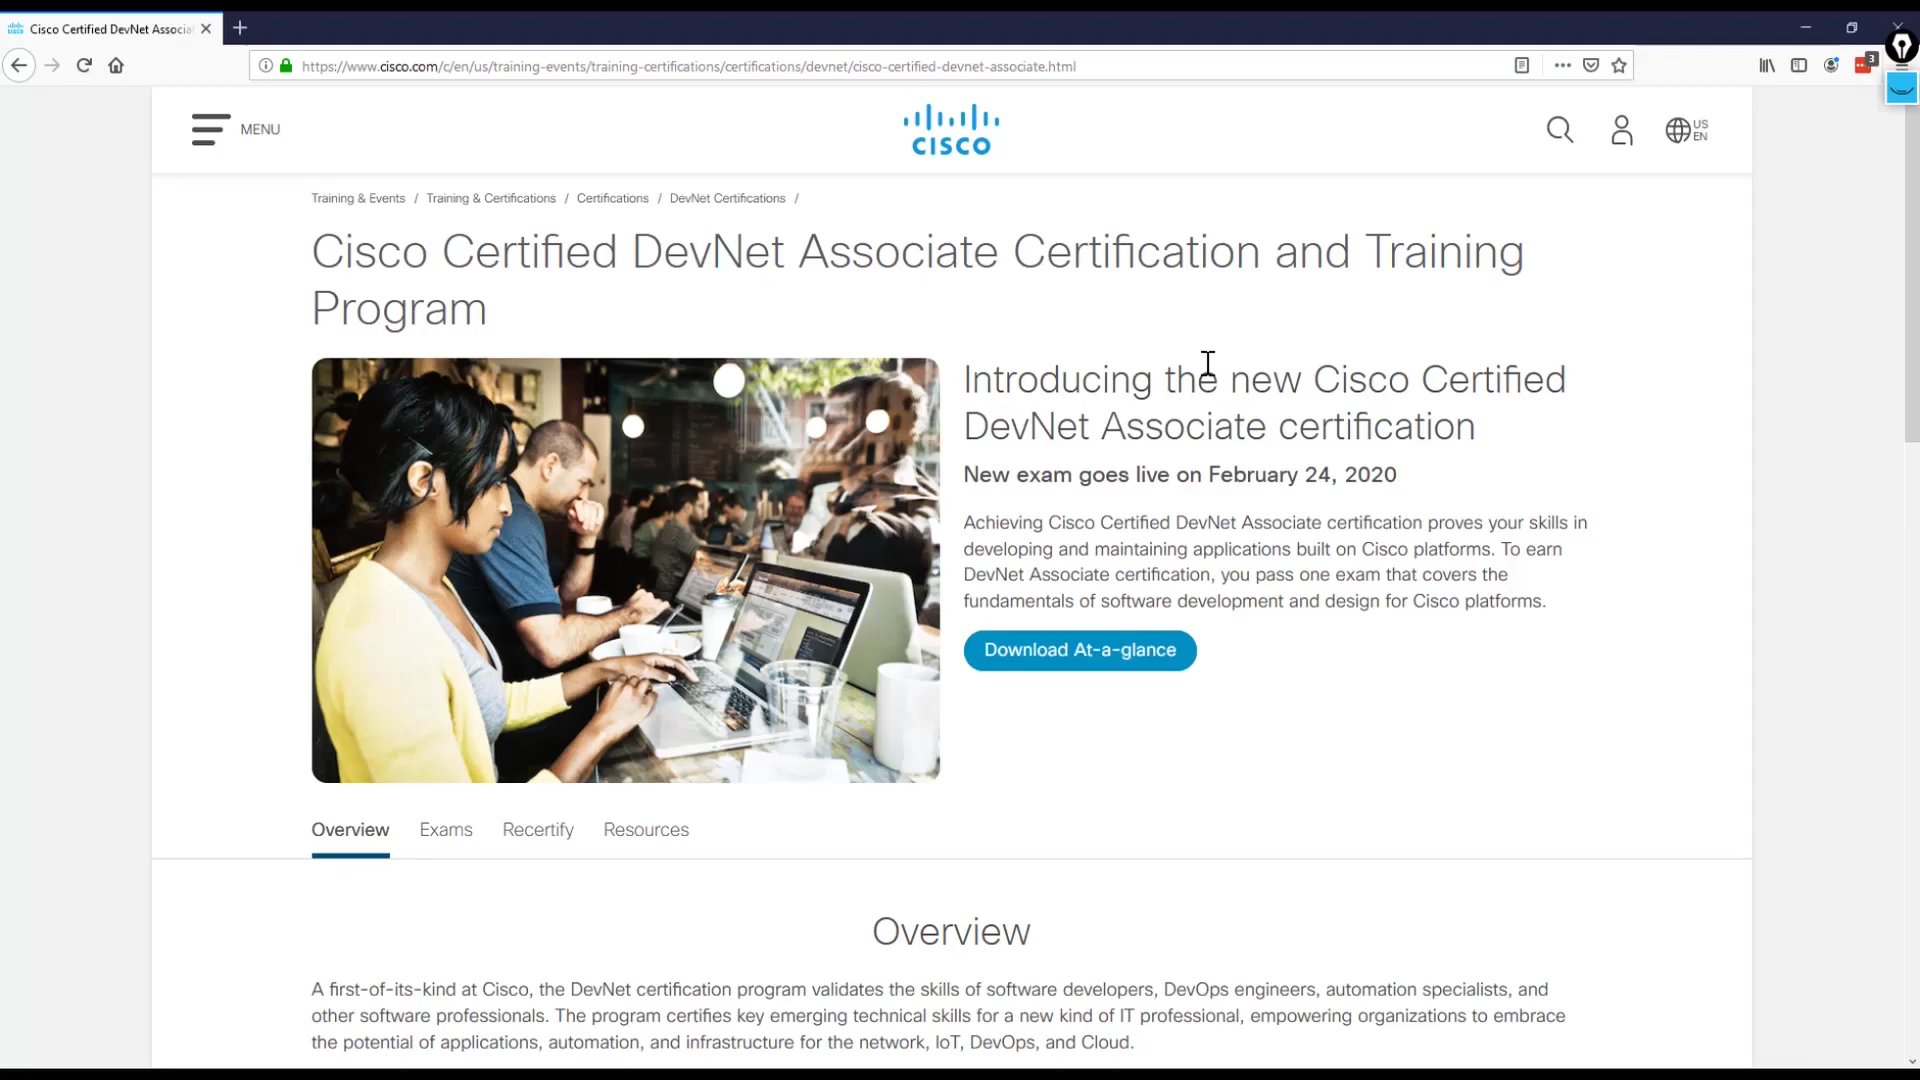 Cisco Certified DevNet Associa
https://www.cisco.com/c/en/us/training-events/training-certifications/certifications/devnet/cisco-certified-devnet-associate.html
3
MENU
CISCO
US
EN
Training & Events / Training & Certifications / Certifications / DevNet Certifications /
Cisco Certified DevNet Associate Certification and Training
Program
Introducing the new Cisco Certified
DevNet Associate certification
New exam goes live on February 24, 2020
Achieving Cisco Certified DevNet Associate certification proves your skills in
developing and maintaining applications built on Cisco platforms. To earn
DevNet Associate certification, you pass one exam that covers the
fundamentals of software development and design for Cisco platforms.
Download At-a-glance
Overview Exams Recertify Resources
Overview
A first-of-its-kind at Cisco, the DevNet certification program validates the skills of software developers, DevOps engineers, automation specialists, and
other software professionals. The program certifies key emerging technical skills for a new kind of IT professional, empowering organizations to embrace
the potential of applications, automation, and infrastructure for the network, IoT, DevOps, and Cloud.